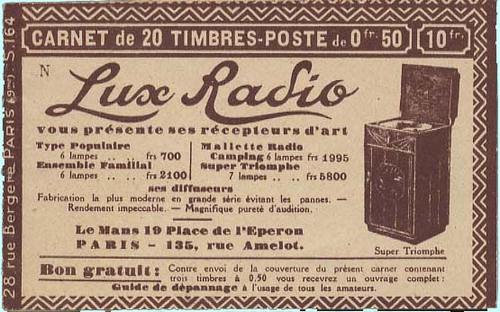 CARNET de 20 TIMBRES-POSTE de 0 fr. 50 10 fr.
N
Lux Radio
vous présente ses récepteurs d'art
Type Populaire
6 lampes .. .. frs 700
Ensemble Familial
6 lampes .. .. frs 2100
Mallette Radio
Camping 6 lampes frs 1995
Super Triomphe
7 lampes .. .. frs 5800
ses diffuseurs
Fabrication la plus moderne en grande série évitant les pannes. —
— Rendement impeccable. — Magnifique pureté d'audition.
Le Mans 19 Place de l'Eperon
PARIS - 135, rue Amelot.
Super Triomphe
Bon gratuit : Contre envoi de la couverture du présent carnet contenant
trois timbres à 0.50 vous recevrez un ouvrage complet :
Guide de dépannage à l'usage de tous les amateurs.
28 rue Bergère PARIS (9me) S.164